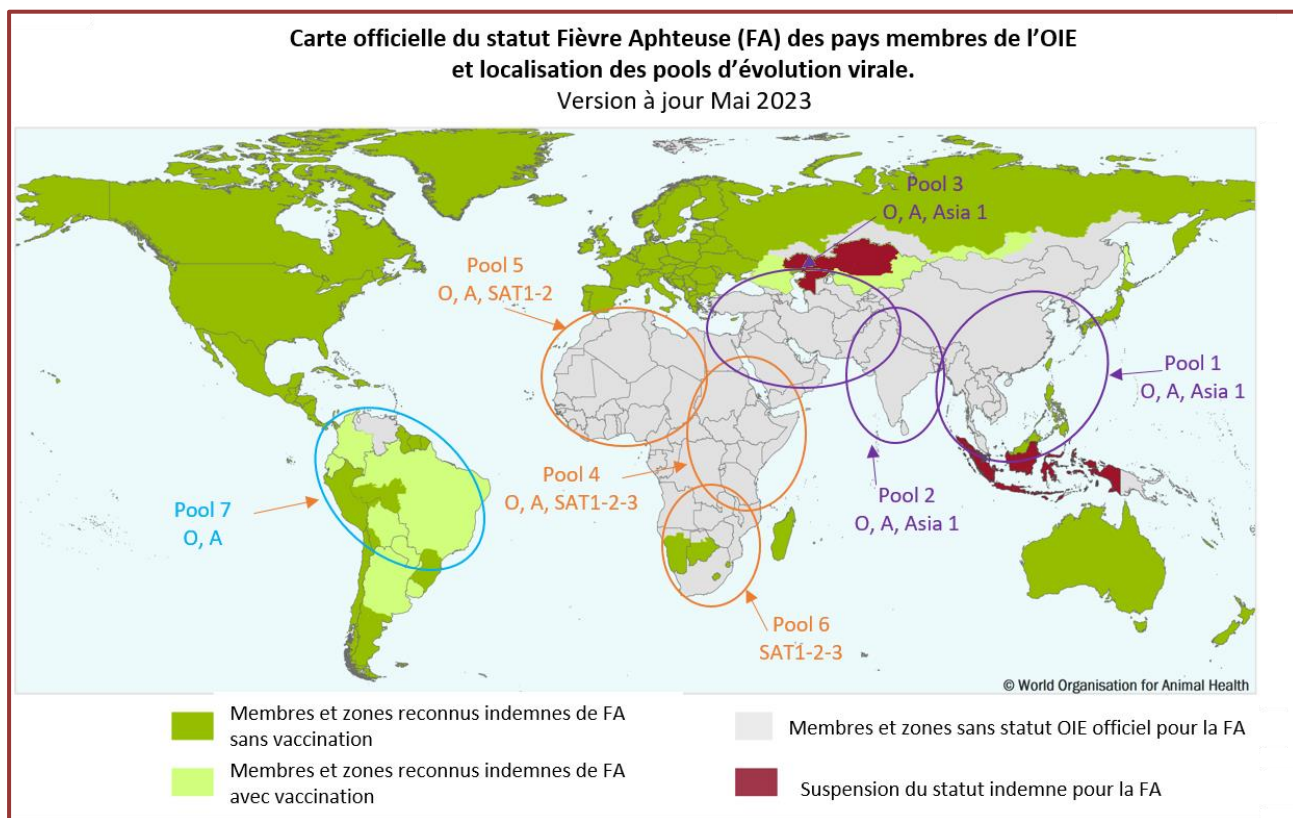 Carte officielle du statut Fièvre Aphteuse (FA) des pays membres de l'OIE
et localisation des pools d'évolution virale.
Version à jour Mai 2023
Pool 3
O, A, Asia 1
Pool 5
O, A, SAT1-2
Pool 1
O, A, Asia 1
Pool 4
O, A, SAT1-2-3
Pool 2
O, A, Asia 1
Pool 7
O, A
Pool 6
SAT1-2-3
© World Organisation for Animal Health
Membres et zones reconnus indemnes de FA
sans vaccination
Membres et zones sans statut OIE officiel pour la FA
Membres et zones reconnus indemnes de FA
avec vaccination
Suspension du statut indemne pour la FA